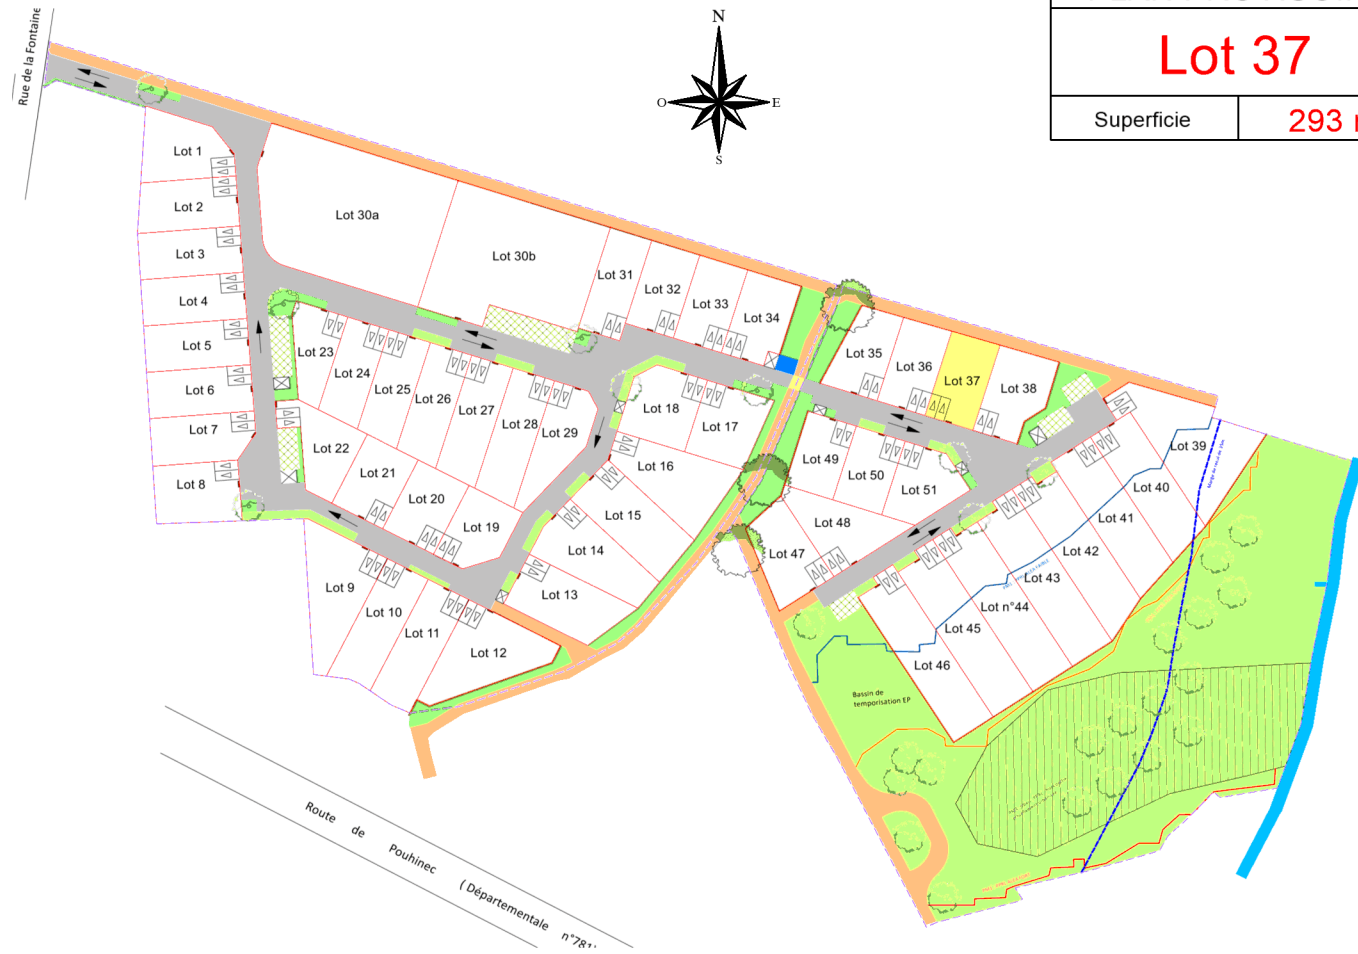 Rue de la Fontaine
N
O
E
S
Lot 37
Superficie
293
Lot 1
Lot 2
Lot 3
Lot 4
Lot 5
Lot 6
Lot 7
Lot 8
Lot 30a
Lot 30b
Lot 31
Lot 32
Lot 33
Lot 34
Lot 35
Lot 36
Lot 37
Lot 38
Lot 23
Lot 24
Lot 25
Lot 26
Lot 27
Lot 28
Lot 29
Lot 18
Lot 17
Lot 16
Lot 15
Lot 14
Lot 13
Lot 22
Lot 21
Lot 20
Lot 19
Lot 9
Lot 10
Lot 11
Lot 12
Lot 49
Lot 50
Lot 51
Lot 48
Lot 47
Lot 39
Lot 40
Lot 41
Lot 42
Lot 43
Lot n°44
Lot 45
Lot 46
Bassin de
temporisation EP
Route de Pouhinec (Départementale n°781